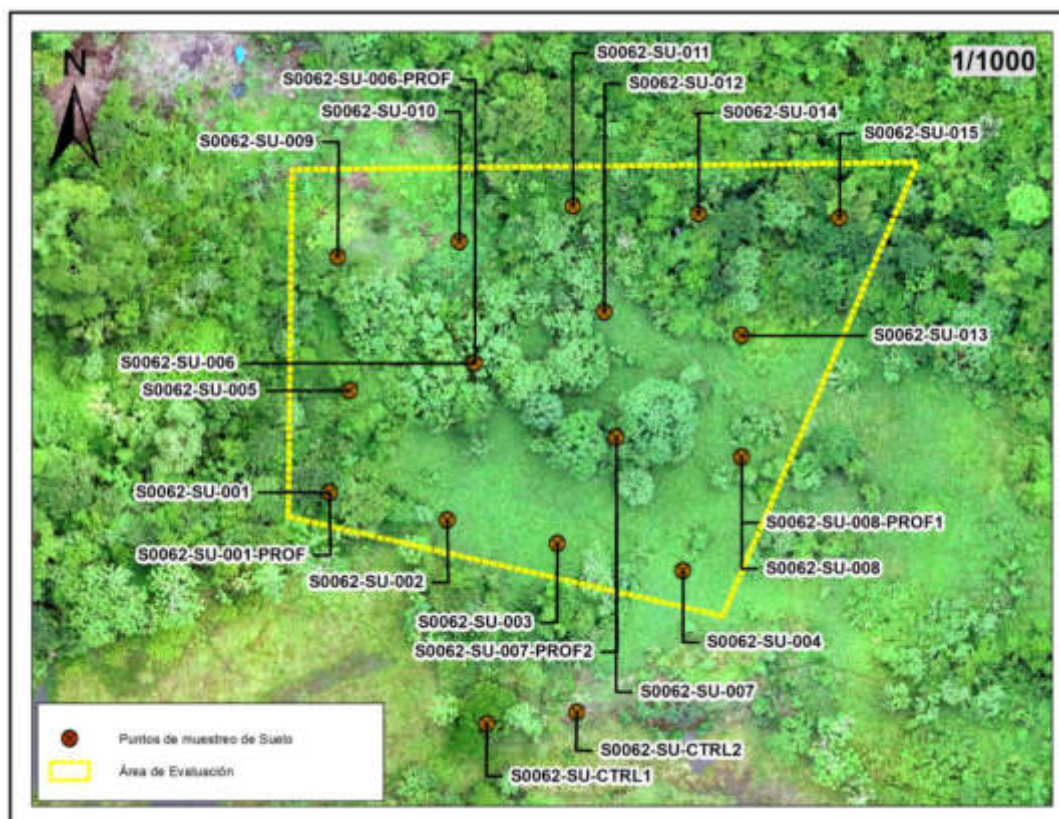 S0062-SU-011
N
1/1000
S0062-SU-006-PROF
S0062-SU-012
S0062-SU-010
S0062-SU-014
S0062-SU-015
S0062-SU-009
S0062-SU-013
S0062-SU-006
S0062-SU-005
S0062-SU-001
S0062-SU-008-PROF1
S0062-SU-001-PROF
S0062-SU-008
S0062-SU-002
S0062-SU-003
S0062-SU-004
S0062-SU-007-PROF2
S0062-SU-007
Puntos de muestreo de Suelo
S0062-SU-CTRL2
Área de Evaluación
S0062-SU-CTRL1